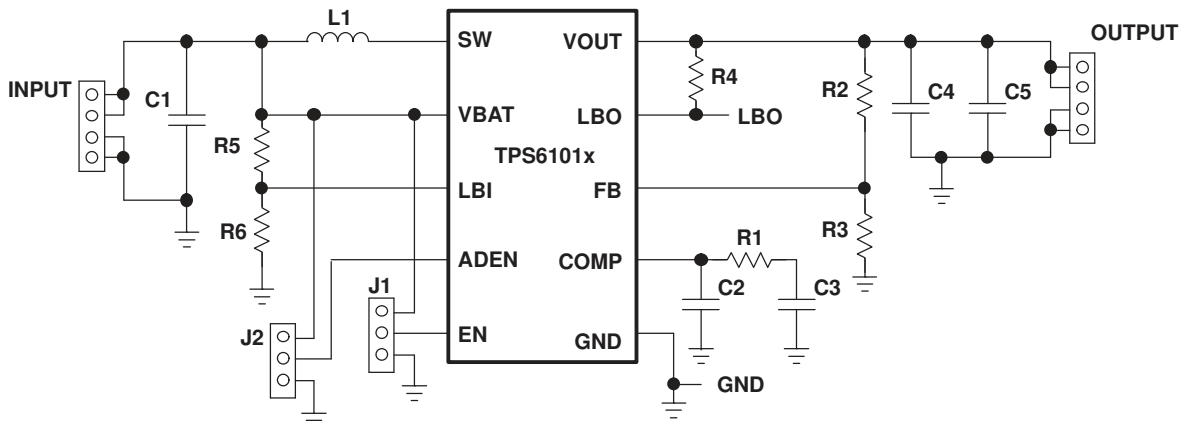 L1
SW
VOUT
OUTPUT
INPUT
C1
R4
R2
C4
C5
VBAT
LBO
LBO
R5
TPS6101x
LBI
FB
R6
R3
R1
ADEN
COMP
J1
C2
C3
J2
EN
GND
GND